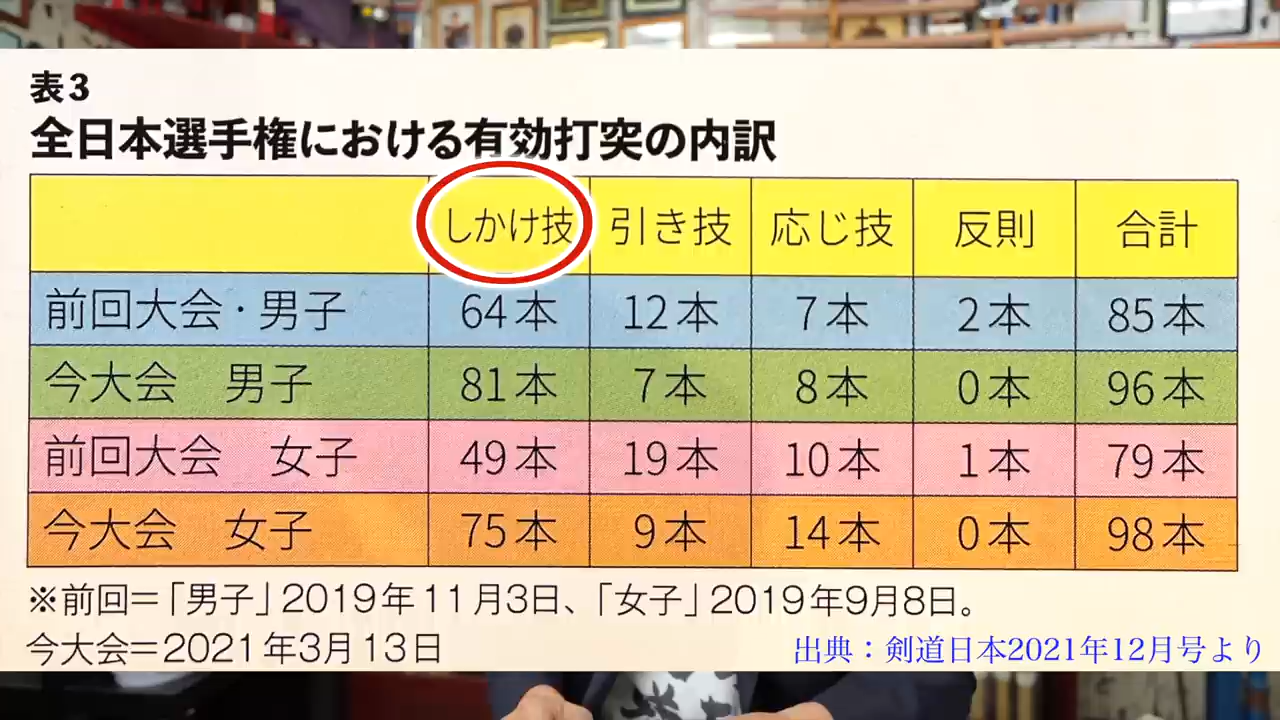 表3
全日本選手権における有効打突の内訳
しかけ技 引き技 応じ技 反則 合計
前回大会・男子 64本 12本 7本 2本 85本
今大会 男子 81本 7本 8本 0本 96本
前回大会 女子 49本 19本 10本 1本 79本
今大会 女子 75本 9本 14本 0本 98本
※前回=「男子」2019年11月3日、「女子」2019年9月8日。
今大会=2021年3月13日
出典：剣道日本2021年12月号より